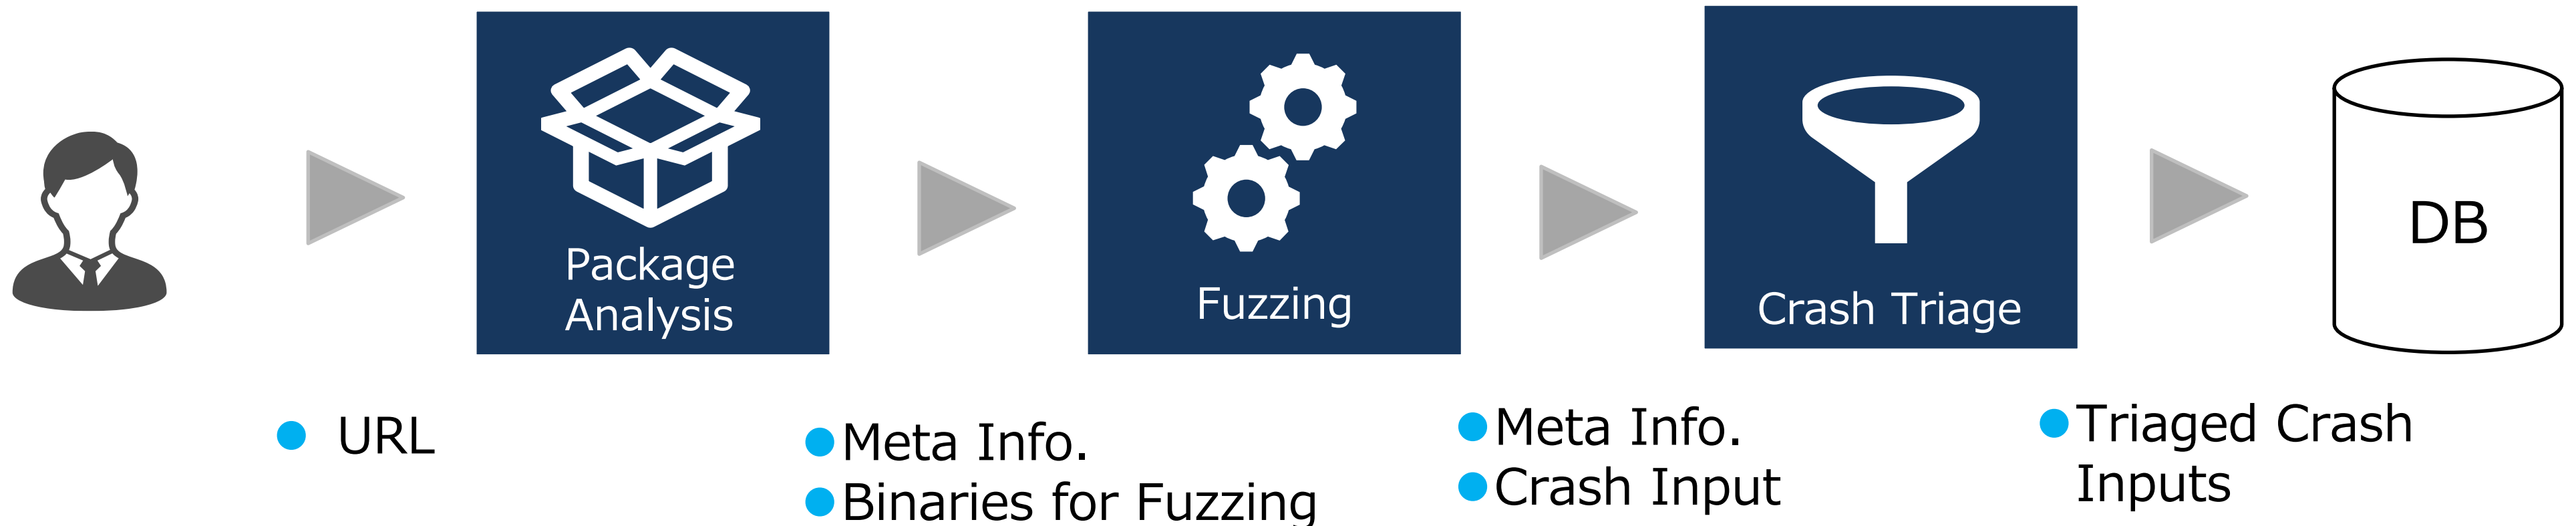 Package
Analysis
Fuzzing
Crash Triage
DB
● URL
● Meta Info.
● Binaries for Fuzzing
● Meta Info.
● Crash Input
● Triaged Crash
Inputs